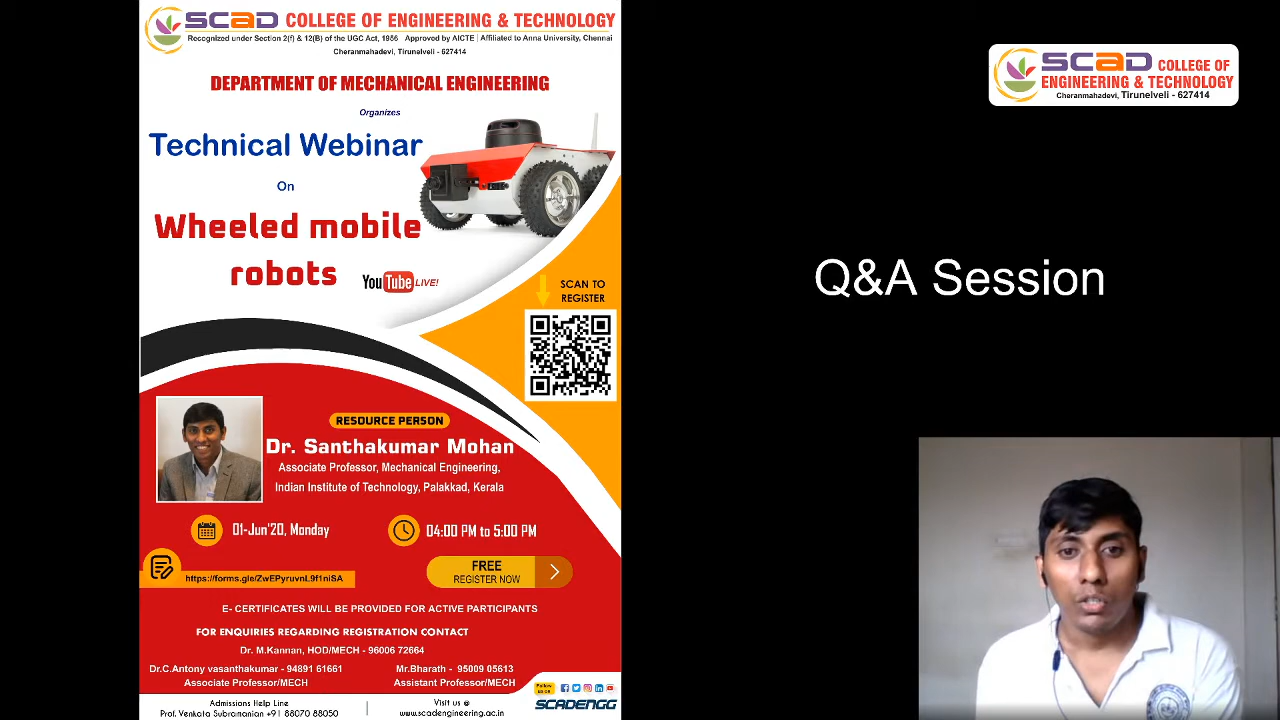 SCAD COLLEGE OF ENGINEERING & TECHNOLOGY
Recognized under Section 2(f) & 12(B) of the UGC Act, 1956 Approved by AICTE | Affiliated to Anna University, Chennai
Cheranmahadevi, Tirunelveli - 627414
DEPARTMENT OF MECHANICAL ENGINEERING
Organizes
Technical Webinar
On
Wheeled mobile
robots
YouTube LIVE!
SCAN TO
REGISTER
RESOURCE PERSON
Dr. Santhakumar Mohan
Associate Professor, Mechanical Engineering,
Indian Institute of Technology, Palakkad, Kerala
01-Jun'20, Monday
04:00 PM to 5:00 PM
https://forms.gle/ZwEPyruvnL9f1niSA
FREE
REGISTER NOW
E- CERTIFICATES WILL BE PROVIDED FOR ACTIVE PARTICIPANTS
FOR ENQUIRIES REGARDING REGISTRATION CONTACT
Dr. M.Kannan, HOD/MECH - 96006 72664
Dr.C.Antony vasanthakumar - 94891 61661
Associate Professor/MECH
Mr.Bharath - 95009 05613
Assistant Professor/MECH
Follow
us on
SCADENGG
Admissions Help Line
Prof. Venkata Subramanian +91 88070 88050
Visit us @
www.scadengineering.ac.in
SCAD COLLEGE OF
ENGINEERING & TECHNOLOGY
Cheranmahadevi, Tirunelveli - 627414
Q&A Session